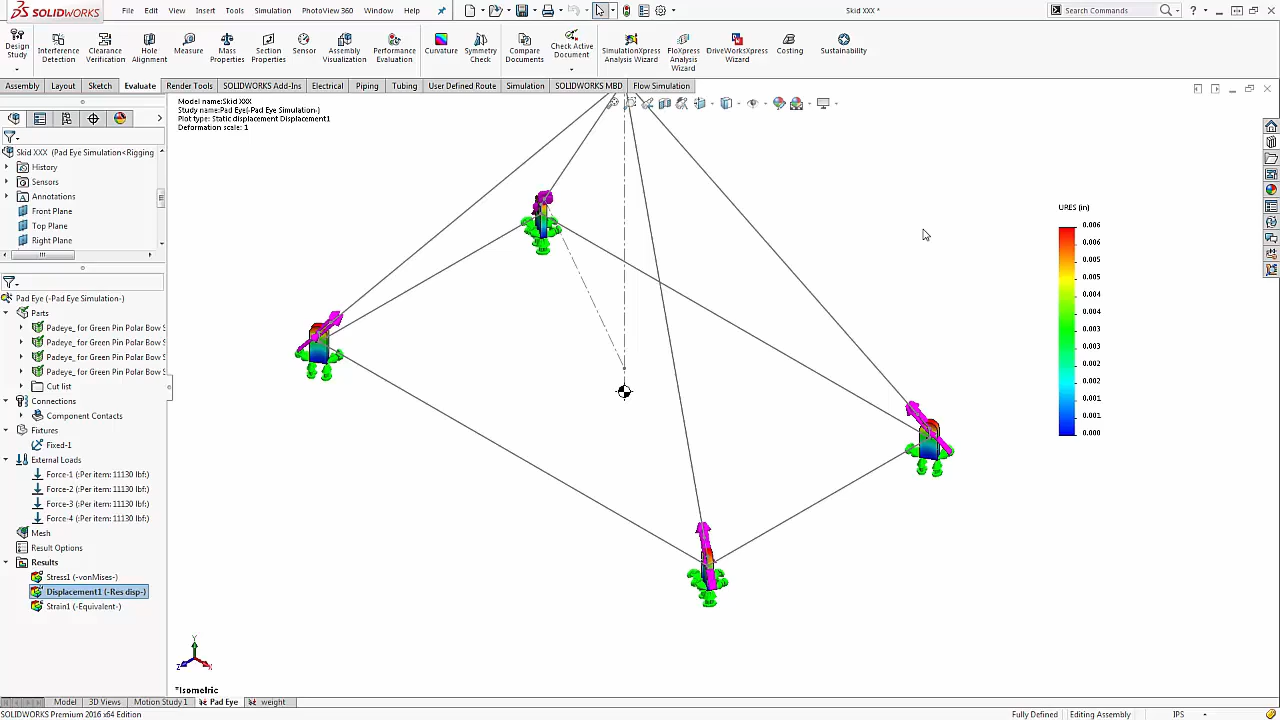 SOLIDWORKS
File Edit View Insert Tools Simulation PhotoView 360 Window Help
Skid XXX *
Search Commands
Design Study
Interference Detection
Clearance Verification
Hole Alignment
Measure
Mass Properties
Section Properties
Sensor
Assembly Visualization
Performance Evaluation
Curvature
Symmetry Check
Compare Documents
Check Active Document
SimulationXpress Analysis Wizard
FloXpress Analysis Wizard
DriveWorksXpress Wizard
Costing
Sustainability
Assembly Layout Sketch Evaluate Render Tools SOLIDWORKS Add-Ins Electrical Piping Tubing User Defined Route Simulation SOLIDWORKS MBD Flow Simulation
Model name:Skid XXX
Study name:Pad Eye(-Pad Eye Simulation-)
Plot type: Static displacement Displacement1
Deformation scale: 1
Skid XXX (Pad Eye Simulation<Rigging
History
Sensors
Annotations
Front Plane
Top Plane
Right Plane
Pad Eye (-Pad Eye Simulation-)
Parts
Padeye_ for Green Pin Polar Bow S
Padeye_ for Green Pin Polar Bow S
Padeye_ for Green Pin Polar Bow S
Padeye_ for Green Pin Polar Bow S
Cut list
Connections
Component Contacts
Fixtures
Fixed-1
External Loads
Force-1 (:Per item: 11130 lbf:)
Force-2 (:Per item: 11130 lbf:)
Force-3 (:Per item: 11130 lbf:)
Force-4 (:Per item: 11130 lbf:)
Mesh
Result Options
Results
Stress1 (-vonMises-)
Displacement1 (-Res disp-)
Strain1 (-Equivalent-)
URES (in)
0.006
0.006
0.005
0.005
0.004
0.004
0.003
0.003
0.002
0.002
0.001
0.001
0.000
Y
Z
X
*Isometric
Model 3D Views Motion Study 1 Pad Eye weight
SOLIDWORKS Premium 2016 x64 Edition
Fully Defined
Editing Assembly
IPS